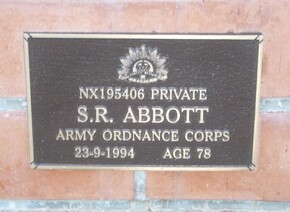 NX195406 PRIVATE
S.R. ABBOTT
ARMY ORDNANCE CORPS
23-9-1994 AGE 78